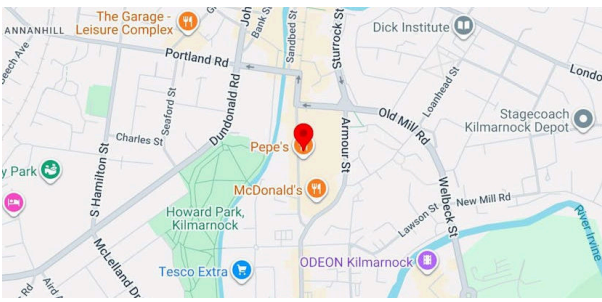 The Garage -
Leisure Complex
ANNANHILL
Beech Ave
Portland Rd
Bank St
Sandbed St
Sturrock St
Dick Institute
Seaford St
Dundonald Rd
Loanhead St
Old Mill Rd
Stagecoach
Kilmarnock Depot
Charles St
Pepe's
Armour St
y Park
S Hamilton St
McDonald's
Welbeck St
New Mill Rd
Lawson St
River Irvine
Howard Park,
Kilmarnock
McLelland Dr
Tesco Extra
ODEON Kilmarnock
Rd